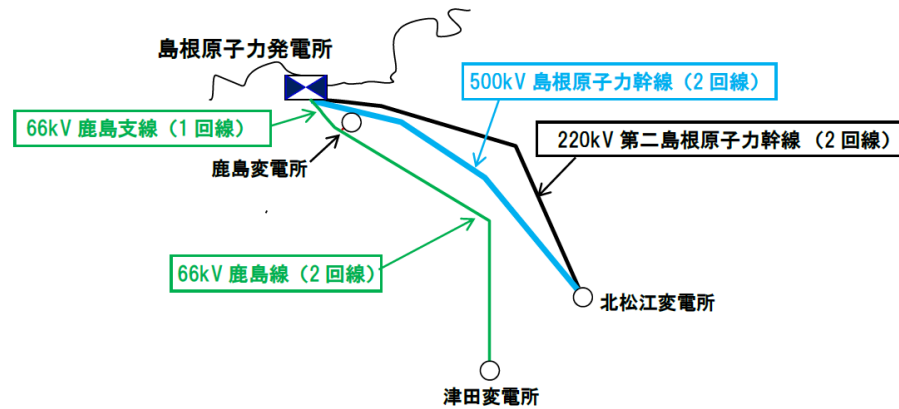 島根原子力発電所
500kV 島根原子力幹線（2回線）
66kV 鹿島支線（1回線）
220kV 第二島根原子力幹線（2回線）
鹿島変電所
66kV 鹿島線（2回線）
北松江変電所
津田変電所